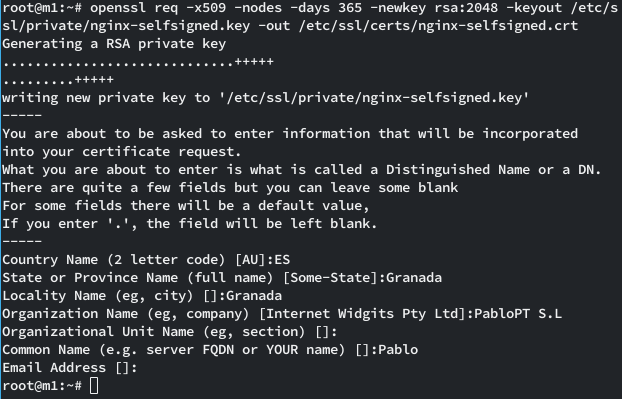 root@m1:~# openssl req -x509 -nodes -days 365 -newkey rsa:2048 -keyout /etc/s
sl/private/nginx-selfsigned.key -out /etc/ssl/certs/nginx-selfsigned.crt
Generating a RSA private key
.............................+++++
.........+++++
writing new private key to '/etc/ssl/private/nginx-selfsigned.key'
-----
You are about to be asked to enter information that will be incorporated
into your certificate request.
What you are about to enter is what is called a Distinguished Name or a DN.
There are quite a few fields but you can leave some blank
For some fields there will be a default value,
If you enter '.', the field will be left blank.
-----
Country Name (2 letter code) [AU]:ES
State or Province Name (full name) [Some-State]:Granada
Locality Name (eg, city) []:Granada
Organization Name (eg, company) [Internet Widgits Pty Ltd]:PabloPT S.L
Organizational Unit Name (eg, section) []:
Common Name (e.g. server FQDN or YOUR name) []:Pablo
Email Address []:
root@m1:~#